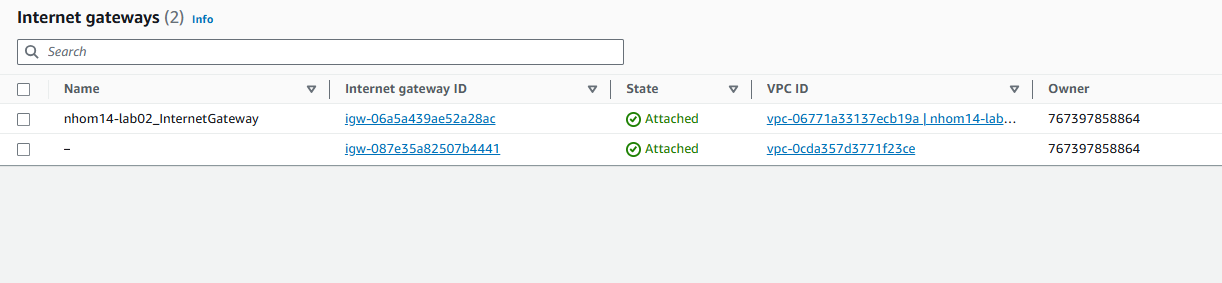 Internet gateways (2) Info
Search
Name Internet gateway ID State VPC ID Owner
nhom14-lab02_InternetGateway igw-06a5a439ae52a28ac Attached vpc-06771a33137ecb19a | nhom14-lab… 767397858864
– igw-087e35a82507b4441 Attached vpc-0cda357d3771f23ce 767397858864